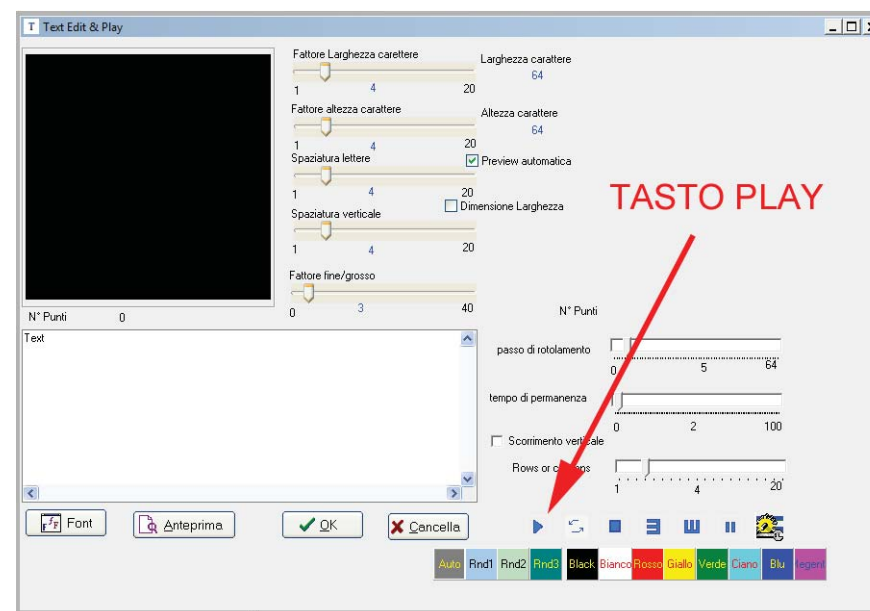 Text Edit & Play
Fattore Larghezza carettere
Larghezza carattere
64
1 4 20
Fattore altezza carattere
Altezza carattere
64
1 4 20
Spaziatura lettere
Preview automatica
1 4 20
Dimensione Larghezza
TASTO PLAY
Spaziatura verticale
1 4 20
Fattore fine/grosso
0 3 40
N° Punti
N° Punti 0
Text
passo di rotolamento
0 5 64
tempo di permanenza
0 2 100
Scorrimento verticale
Rows or
1 4 20
Font Anteprima OK Cancella
Auto Rnd1 Rnd2 Rnd3 Black Bianco Rosso Giallo Verde Ciano Blu